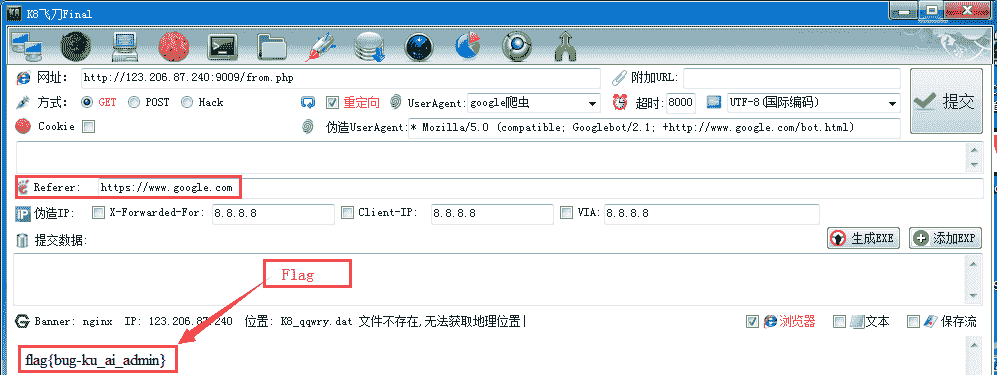 K8飞刀Final
网址: http://123.206.87.240:9009/from.php 附加URL:
方式: GET POST Hack 重定向 UserAgent: google爬虫 超时: 8000 UTF-8(国际编码) 提交
Cookie 伪造UserAgent: * Mozilla/5.0 (compatible; Googlebot/2.1; +http://www.google.com/bot.html)
Referer: https://www.google.com
IP 伪造IP: X-Forwarded-For: 8.8.8.8 Client-IP: 8.8.8.8 VIA: 8.8.8.8
提交数据: 生成EXE 添加EXP
Flag
Banner: nginx IP: 123.206.87.240 位置: K8_qqwry.dat 文件不存在,无法获取地理位置| 浏览器 文本 保存流
flag{bug-ku_ai_admin}